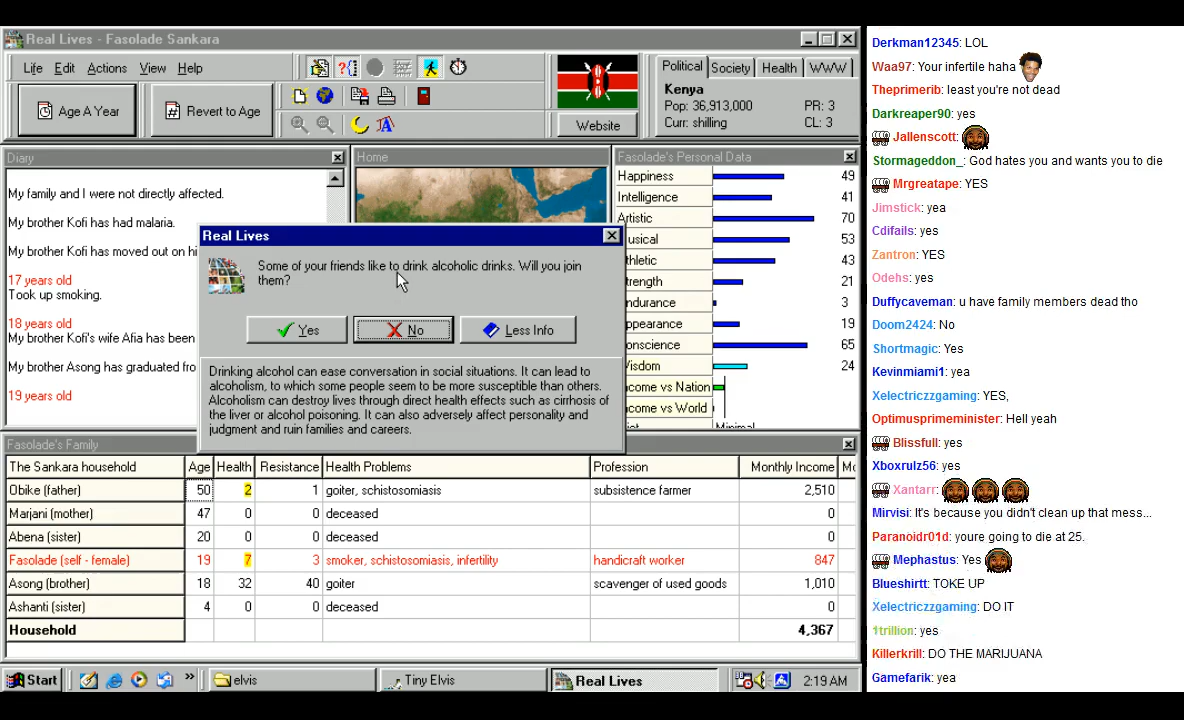 Real Lives - Fasolade Sankara
Life Edit Actions View Help
Age A Year
Revert to Age
Website
Political Society Health WWW
Kenya
Pop: 36,913,000 PR: 3
Curr: shilling CL: 3
Diary
My family and I were not directly affected.
My brother Kofi has had malaria.
My brother Kofi has moved out on hi
17 years old
Took up smoking.
18 years old
My brother Kofi's wife Afia has been
My brother Asong has graduated fro
19 years old
Home
Fasolade's Personal Data
Happiness 49
Intelligence 41
Artistic 70
usical 53
thletic 43
trength 21
ndurance 3
ppearance 19
onscience 65
isdom 24
come vs Nation
come vs World
Minimal
Real Lives
Some of your friends like to drink alcoholic drinks. Will you join
them?
Yes No Less Info
Drinking alcohol can ease conversation in social situations. It can lead to
alcoholism, to which some people seem to be more susceptible than others.
Alcoholism can destroy lives through direct health effects such as cirrhosis of
the liver or alcohol poisoning. It can also adversely affect personality and
judgment and ruin families and careers.
Fasolade's Family
The Sankara household Age Health Resistance Health Problems Profession Monthly Income Mo
Obike (father) 50 2 1 goiter, schistosomiasis subsistence farmer 2,510
Marjani (mother) 47 0 0 deceased 0
Abena (sister) 20 0 0 deceased 0
Fasolade (self - female) 19 7 3 smoker, schistosomiasis, infertility handicraft worker 847
Asong (brother) 18 32 40 goiter scavenger of used goods 1,010
Ashanti (sister) 4 0 0 deceased 0
Household 4,367
Start elvis Tiny Elvis Real Lives 2:19 AM
Derkman12345: LOL
Waa97: Your infertile haha
Theprimerib: least you're not dead
Darkreaper90: yes
Jallenscott:
Stormageddon_: God hates you and wants you to die
Mrgreatape: YES
Jimstick: yea
Cdifails: yes
Zantron: YES
Odehs: yes
Duffycaveman: u have family members dead tho
Doom2424: No
Shortmagic: Yes
Kevinmiami1: yea
Xelectriczzgaming: YES,
Optimusprimeminister: Hell yeah
Blissfull: yes
Xboxrulz56: yes
Xantarr:
Mirvisi: It's because you didn't clean up that mess...
Paranoidr01d: youre going to die at 25.
Mephastus: Yes
Blueshirtt: TOKE UP
Xelectriczzgaming: DO IT
1trillion: yes
Killerkrill: DO THE MARIJUANA
Gamefarik: yea